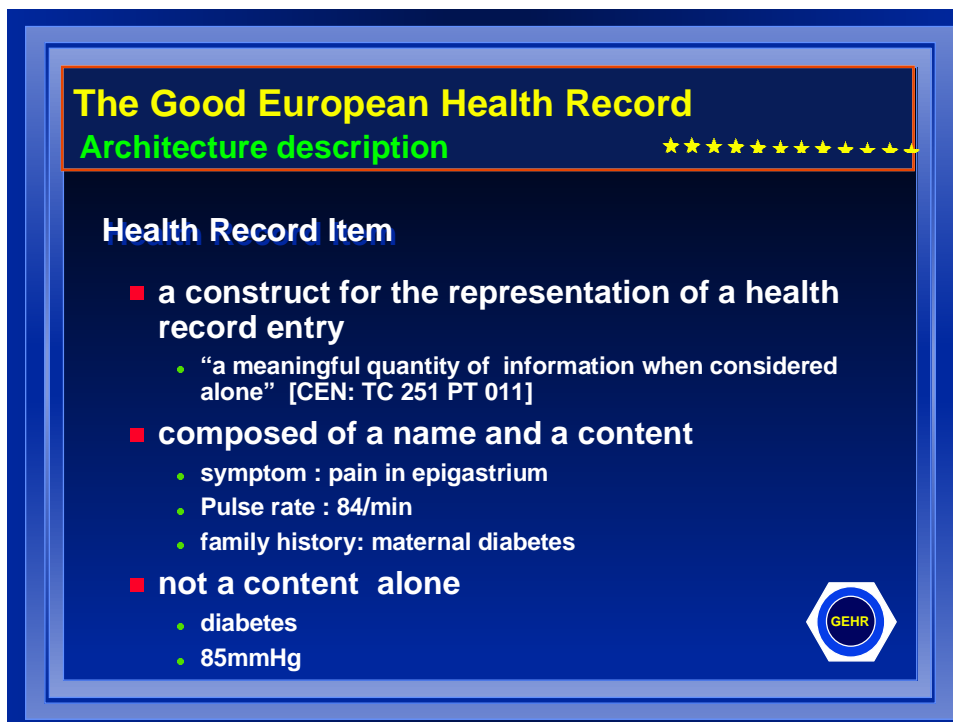 The Good European Health Record
Architecture description
Health Record Item
a construct for the representation of a health
record entry
“a meaningful quantity of information when considered
alone” [CEN: TC 251 PT 011]
composed of a name and a content
symptom : pain in epigastrium
Pulse rate : 84/min
family history: maternal diabetes
not a content alone
diabetes
85mmHg
GEHR